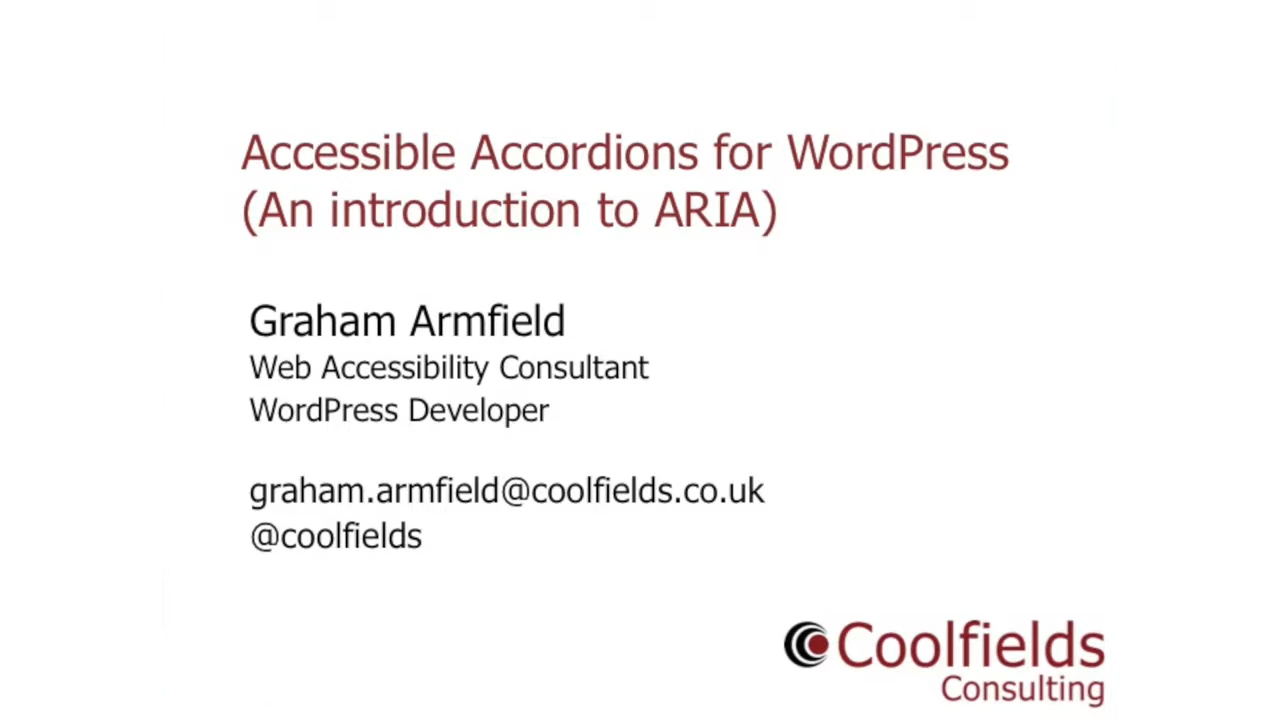 Accessible Accordions for WordPress
(An introduction to ARIA)
Graham Armfield
Web Accessibility Consultant
WordPress Developer
graham.armfield@coolfields.co.uk
@coolfields
Coolfields
Consulting